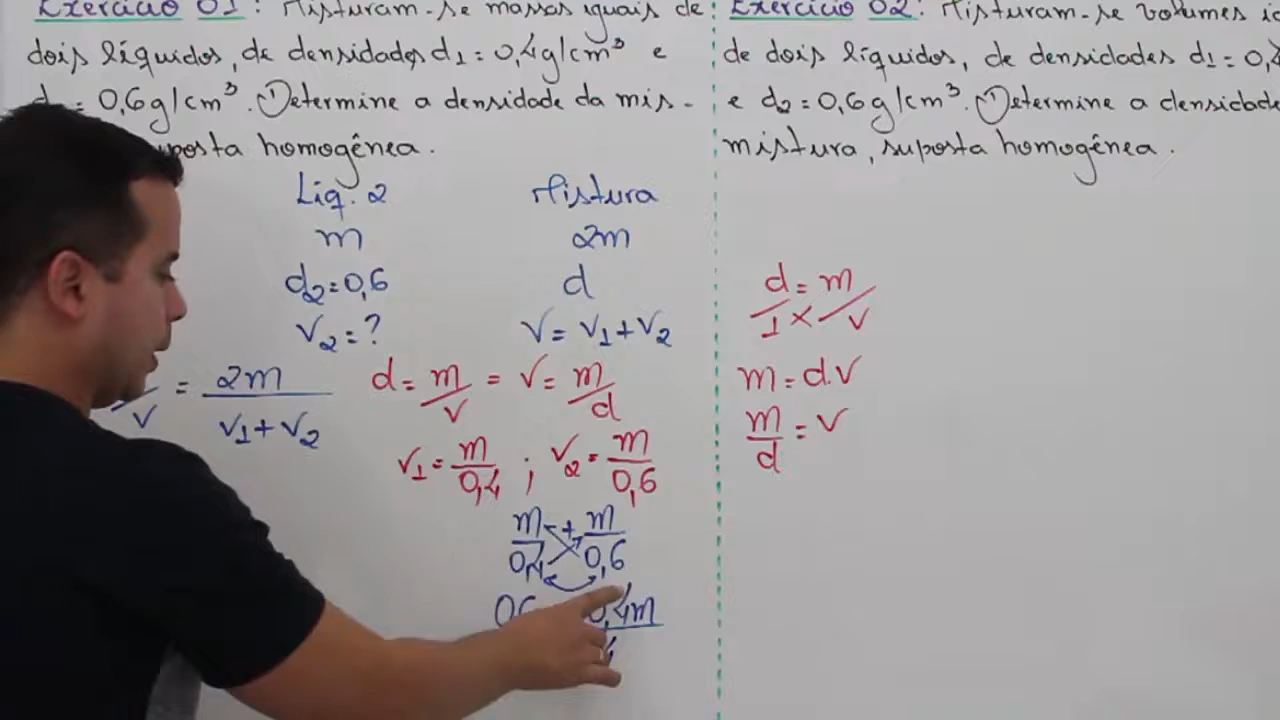 Exercício 01: Misturam-se massas iguais de
dois líquidos, de densidades d1 = 0,4g/cm³ e
= 0,6g/cm³. Determine a densidade da mis-
homogênea.
Liq. 2
Mistura
m
2m
d2=0,6
d
V2=?
V= V1+V2
/V = 2m/V1+V2
d= m/V = V= m/d
V1= m/0,4 ; V2= m/0,6
m/0,4 + m/0,6
0,4m
Exercício 02: Misturam-se volumes
de dois líquidos, de densidades d1= 0,
e d2= 0,6g/cm³. Determine a densidade
mistura, suposta homogênea.
d/1 × = m/V
m= d.V
m/d = V